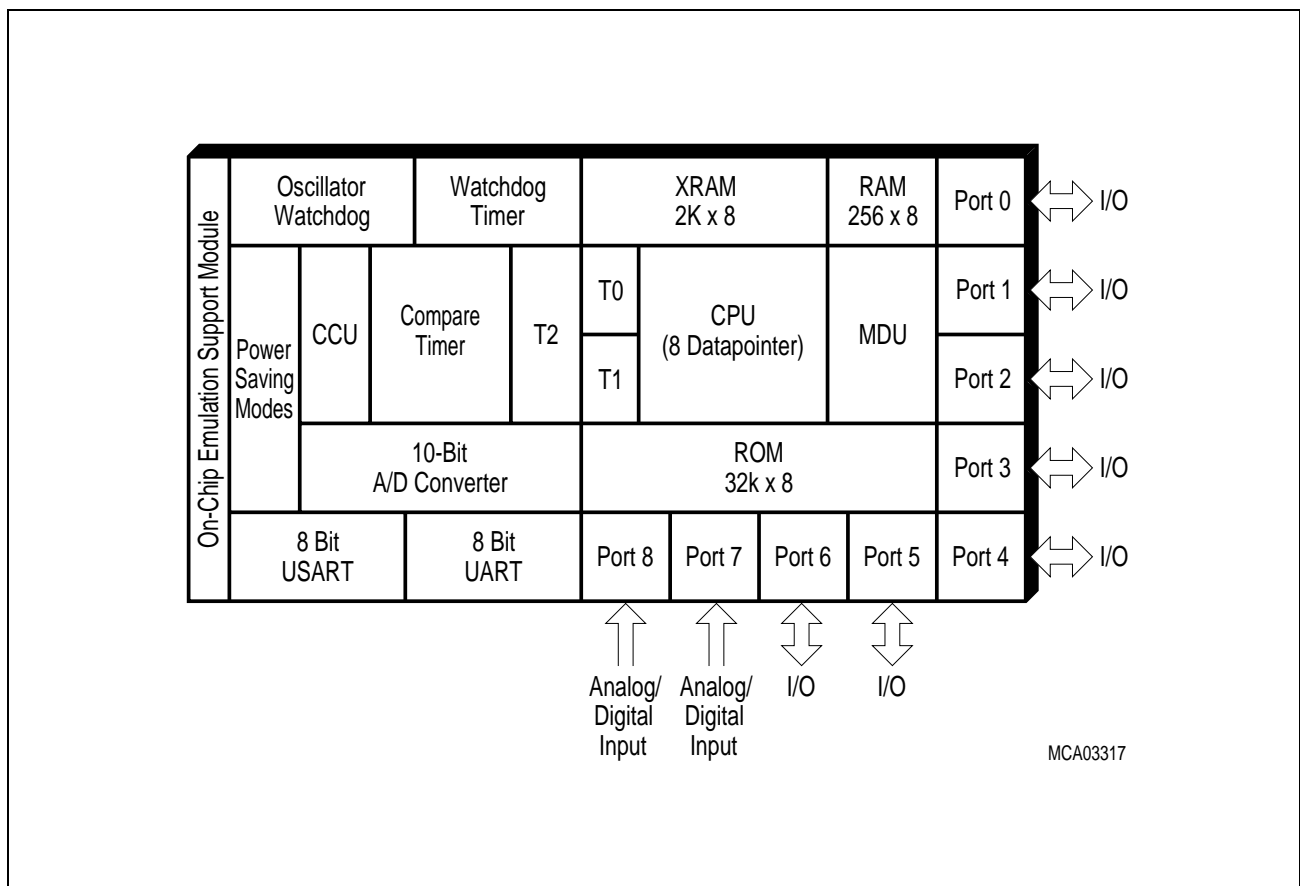 On-Chip Emulation Support Module
Oscillator
Watchdog
Watchdog
Timer
XRAM
2K x 8
RAM
256 x 8
Port 0
I/O
Power
Saving
Modes
CCU
Compare
Timer
T2
T0
T1
CPU
(8 Datapointer)
MDU
Port 1
I/O
Port 2
I/O
10-Bit
A/D Converter
ROM
32k x 8
Port 3
I/O
8 Bit
USART
8 Bit
UART
Port 8
Port 7
Port 6
Port 5
Port 4
I/O
Analog/
Digital
Input
Analog/
Digital
Input
I/O
I/O
MCA03317